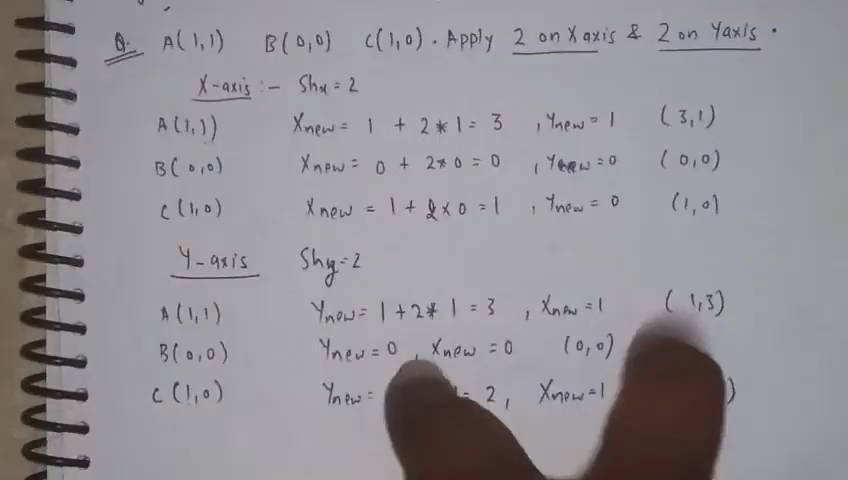 Q. A(1,1) B(0,0) C(1,0). Apply 2 on X axis & 2 on Y axis.
X-axis :- Shx = 2
A(1,1) Xnew = 1 + 2*1 = 3 , Ynew = 1 (3,1)
B(0,0) Xnew = 0 + 2*0 = 0 , Ynew = 0 (0,0)
C(1,0) Xnew = 1 + 2×0 = 1 , Ynew = 0 (1,0)
Y-axis Shy = 2
A(1,1) Ynew = 1+2*1 = 3 , Xnew = 1 (1,3)
B(0,0) Ynew = 0 , Xnew = 0 (0,0)
C(1,0) Ynew = = 2, Xnew = 1 )